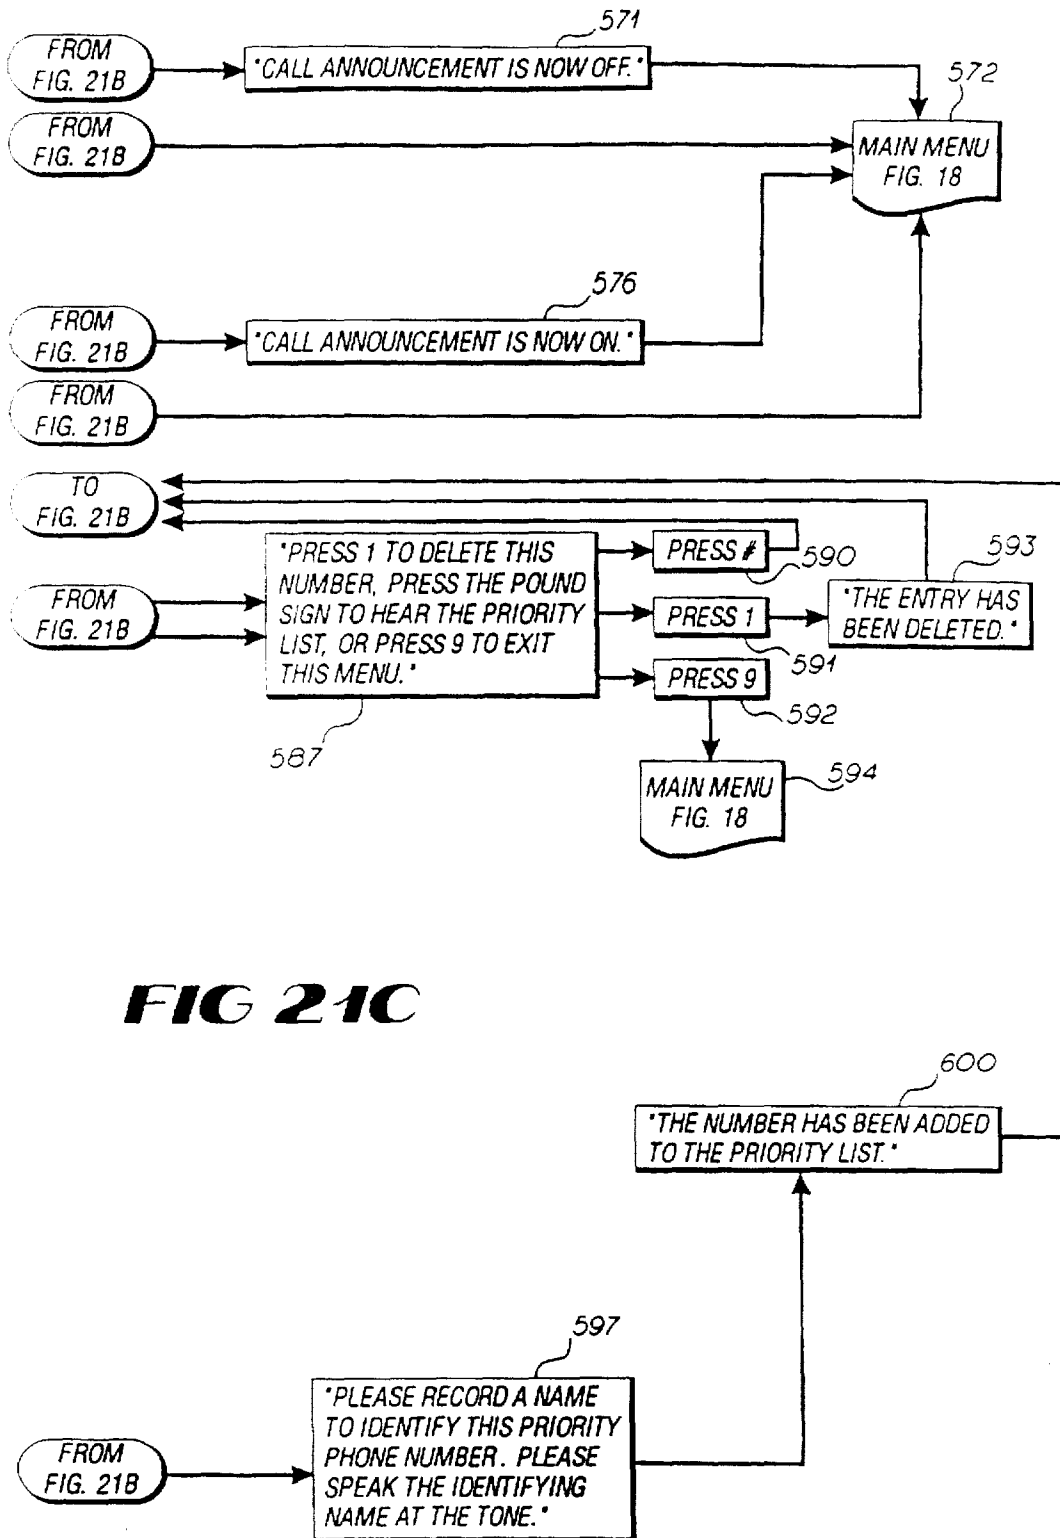 571
FROM
FIG. 21B
"CALL ANNOUNCEMENT IS NOW OFF."
572
FROM
FIG. 21B
MAIN MENU
FIG. 18
576
FROM
FIG. 21B
"CALL ANNOUNCEMENT IS NOW ON."
FROM
FIG. 21B
TO
FIG. 21B
"PRESS 1 TO DELETE THIS
NUMBER, PRESS THE POUND
SIGN TO HEAR THE PRIORITY
LIST, OR PRESS 9 TO EXIT
THIS MENU."
PRESS #
590
593
FROM
FIG. 21B
PRESS 1
591
"THE ENTRY HAS
BEEN DELETED."
PRESS 9
592
587
MAIN MENU
FIG. 18
594
FIG 21C
600
"THE NUMBER HAS BEEN ADDED
TO THE PRIORITY LIST."
597
FROM
FIG. 21B
"PLEASE RECORD A NAME
TO IDENTIFY THIS PRIORITY
PHONE NUMBER. PLEASE
SPEAK THE IDENTIFYING
NAME AT THE TONE."